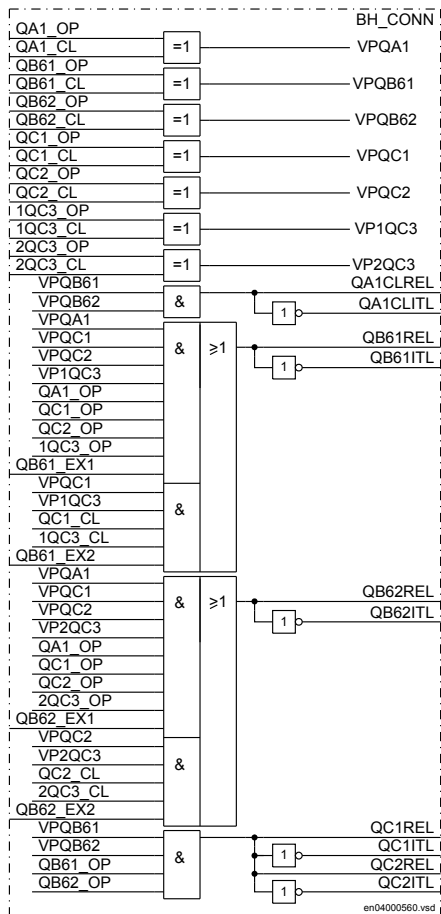 BH_CONN
QA1_OP
QA1_CL
=1
VPQA1
QB61_OP
QB61_CL
=1
VPQB61
QB62_OP
QB62_CL
=1
VPQB62
QC1_OP
QC1_CL
=1
VPQC1
QC2_OP
QC2_CL
=1
VPQC2
1QC3_OP
1QC3_CL
=1
VP1QC3
2QC3_OP
2QC3_CL
=1
VP2QC3
VPQB61
VPQB62
&
QA1CLREL
1
QA1CLITL
VPQA1
VPQC1
VPQC2
VP1QC3
QA1_OP
QC1_OP
QC2_OP
1QC3_OP
QB61_EX1
&
≥1
QB61REL
1
QB61ITL
VPQC1
VP1QC3
QC1_CL
1QC3_CL
QB61_EX2
&
VPQA1
VPQC1
VPQC2
VP2QC3
QA1_OP
QC1_OP
QC2_OP
2QC3_OP
QB62_EX1
&
≥1
QB62REL
1
QB62ITL
VPQC2
VP2QC3
QC2_CL
2QC3_CL
QB62_EX2
&
VPQB61
VPQB62
QB61_OP
QB62_OP
&
QC1REL
1
QC1ITL
QC2REL
1
QC2ITL
en04000560.vsd